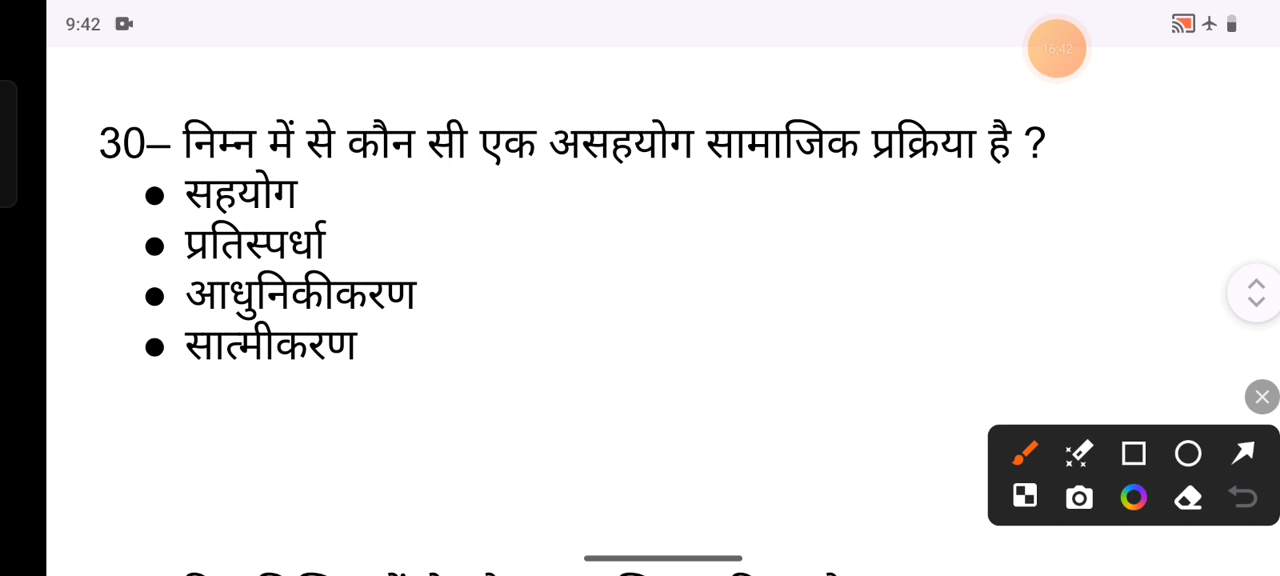 9:42
16:42
30– निम्न में से कौन सी एक असहयोग सामाजिक प्रक्रिया है ?
● सहयोग
● प्रतिस्पर्धा
● आधुनिकीकरण
● सात्मीकरण